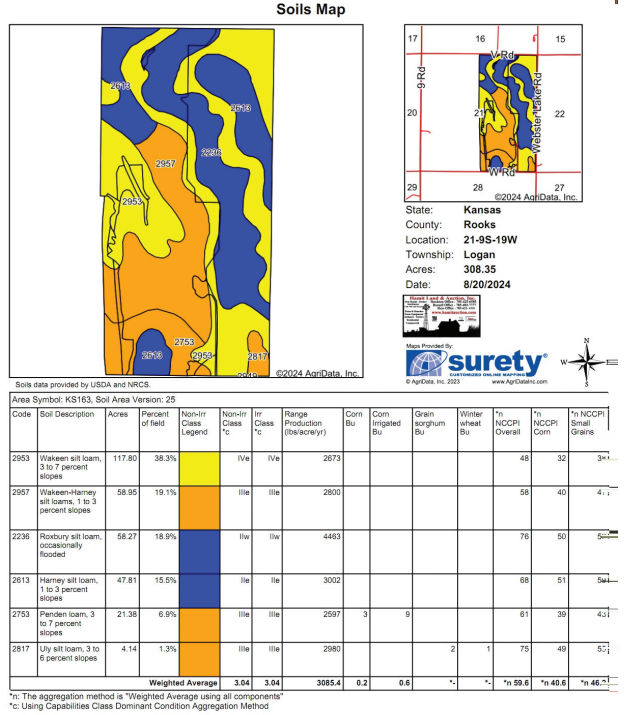 Soils Map
2613
2613
2236
2957
2953
2753
2613
2953
2817
©2024 AgriData, Inc.
17 16 15
V Rd
9 Rd
20 21 22
Webster Lake Rd
W Rd
29 28 27
©2024 AgriData, Inc.
State: Kansas
County: Rooks
Location: 21-9S-19W
Township: Logan
Acres: 308.35
Date: 8/20/2024
Hamit Land & Auction, Inc.
www.hamitauction.com
Maps Provided By:
surety®
CUSTOMIZED ONLINE MAPPING
© AgriData, Inc. 2023 www.AgriDataInc.com
N
W
Soils data provided by USDA and NRCS.
Area Symbol: KS163, Soil Area Version: 25
Code Soil Description Acres Percent of field Non-Irr Class Legend Non-Irr Class *c Irr Class *c Range Production (lbs/acre/yr) Corn Bu Corn Irrigated Bu Grain sorghum Bu Winter wheat Bu *n NCCPI Overall *n NCCPI Corn *n NCCPI Small Grains
2953 Wakeen silt loam, 3 to 7 percent slopes 117.80 38.3% IVe IVe 2673 48 32
2957 Wakeen-Harney silt loams, 1 to 3 percent slopes 58.95 19.1% IIIe IIIe 2800 58 40
2236 Roxbury silt loam, occasionally flooded 58.27 18.9% IIw IIw 4463 76 50
2613 Harney silt loam, 1 to 3 percent slopes 47.81 15.5% IIe IIe 3002 68 51
2753 Penden loam, 3 to 7 percent slopes 21.38 6.9% IIIe IIIe 2597 3 9 61 39
2817 Uly silt loam, 3 to 6 percent slopes 4.14 1.3% IIIe IIIe 2980 2 1 75 49
Weighted Average 3.04 3.04 3085.4 0.2 0.6 *- *- *n 59.6 *n 40.6
*n: The aggregation method is "Weighted Average using all components"
*c: Using Capabilities Class Dominant Condition Aggregation Method